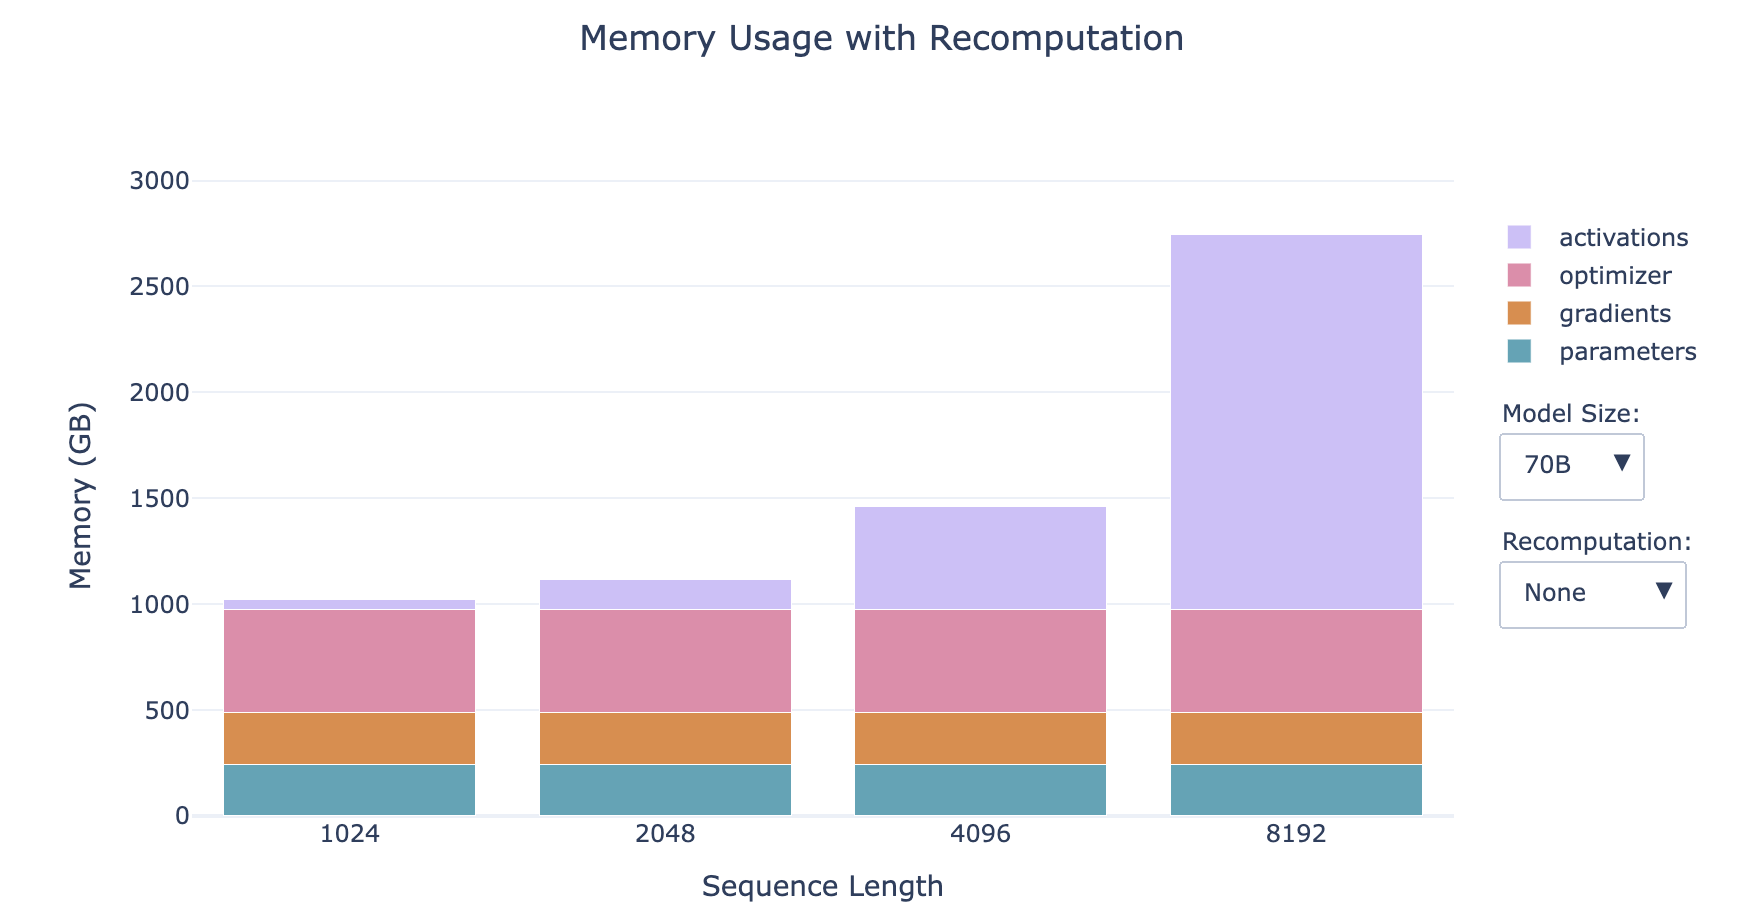 Memory Usage with Recomputation
3000
2500
2000
1500
1000
500
0
Memory (GB)
1024
2048
4096
8192
Sequence Length
activations
optimizer
gradients
parameters
Model Size:
70B ▼
Recomputation:
None ▼